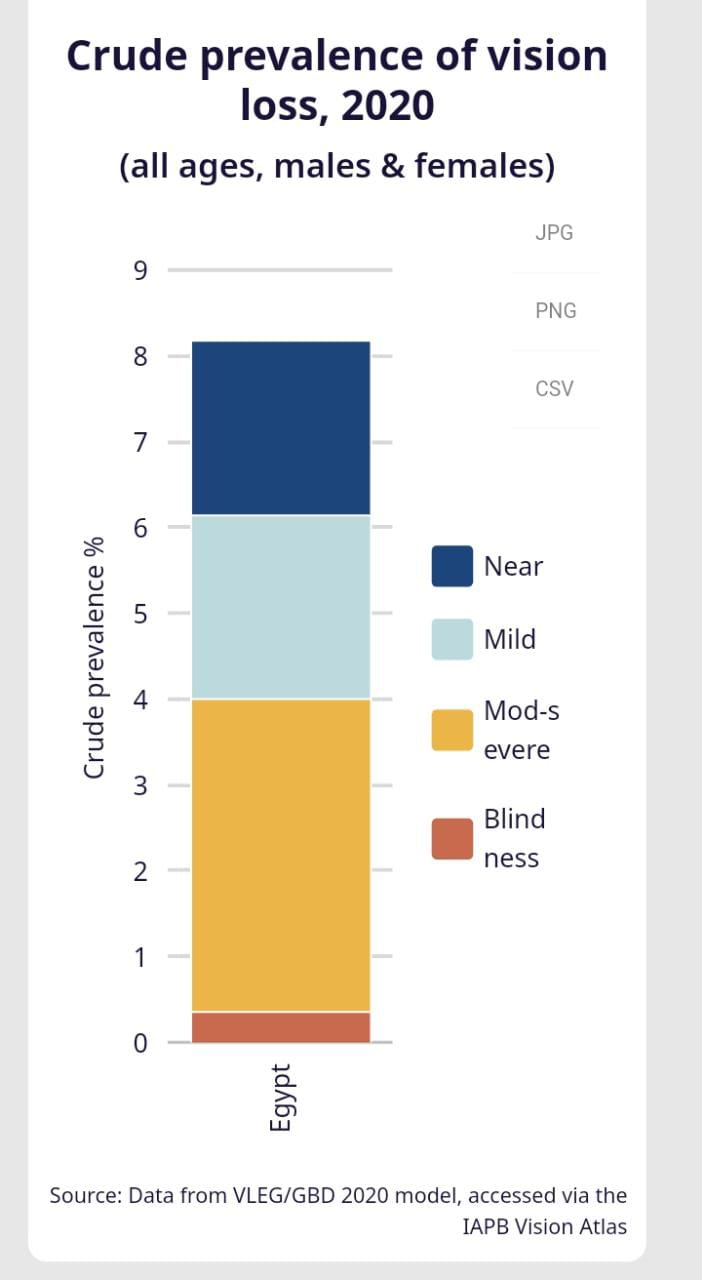 Crude prevalence of vision
loss, 2020
(all ages, males & females)
JPG
PNG
CSV
9
8
7
6
5
4
3
2
1
0
Crude prevalence %
Near
Mild
Mod-s
evere
Blind
ness
Egypt
Source: Data from VLEG/GBD 2020 model, accessed via the
IAPB Vision Atlas